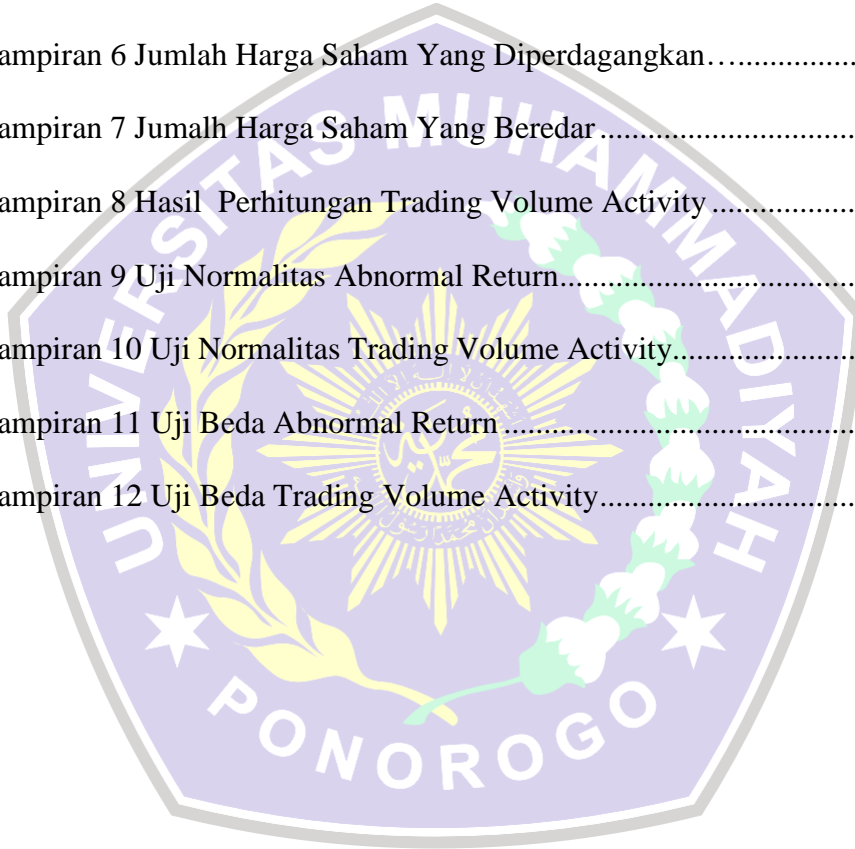 ampiran 6 Jumlah Harga Saham Yang Diperdagangkan…...............
ampiran 7 Jumalh Harga Saham Yang Beredar.................................
ampiran 8 Hasil  Perhitungan Trading Volume Activity...................
ampiran 9 Uji Normalitas Abnormal Return.....................................
ampiran 10 Uji Normalitas Trading Volume Activity.......................
ampiran 11 Uji Beda Abnormal Return............................................
ampiran 12 Uji Beda Trading Volume Activity................................
UNIVERSITAS MUHAMMADIYAH
PONOROGO